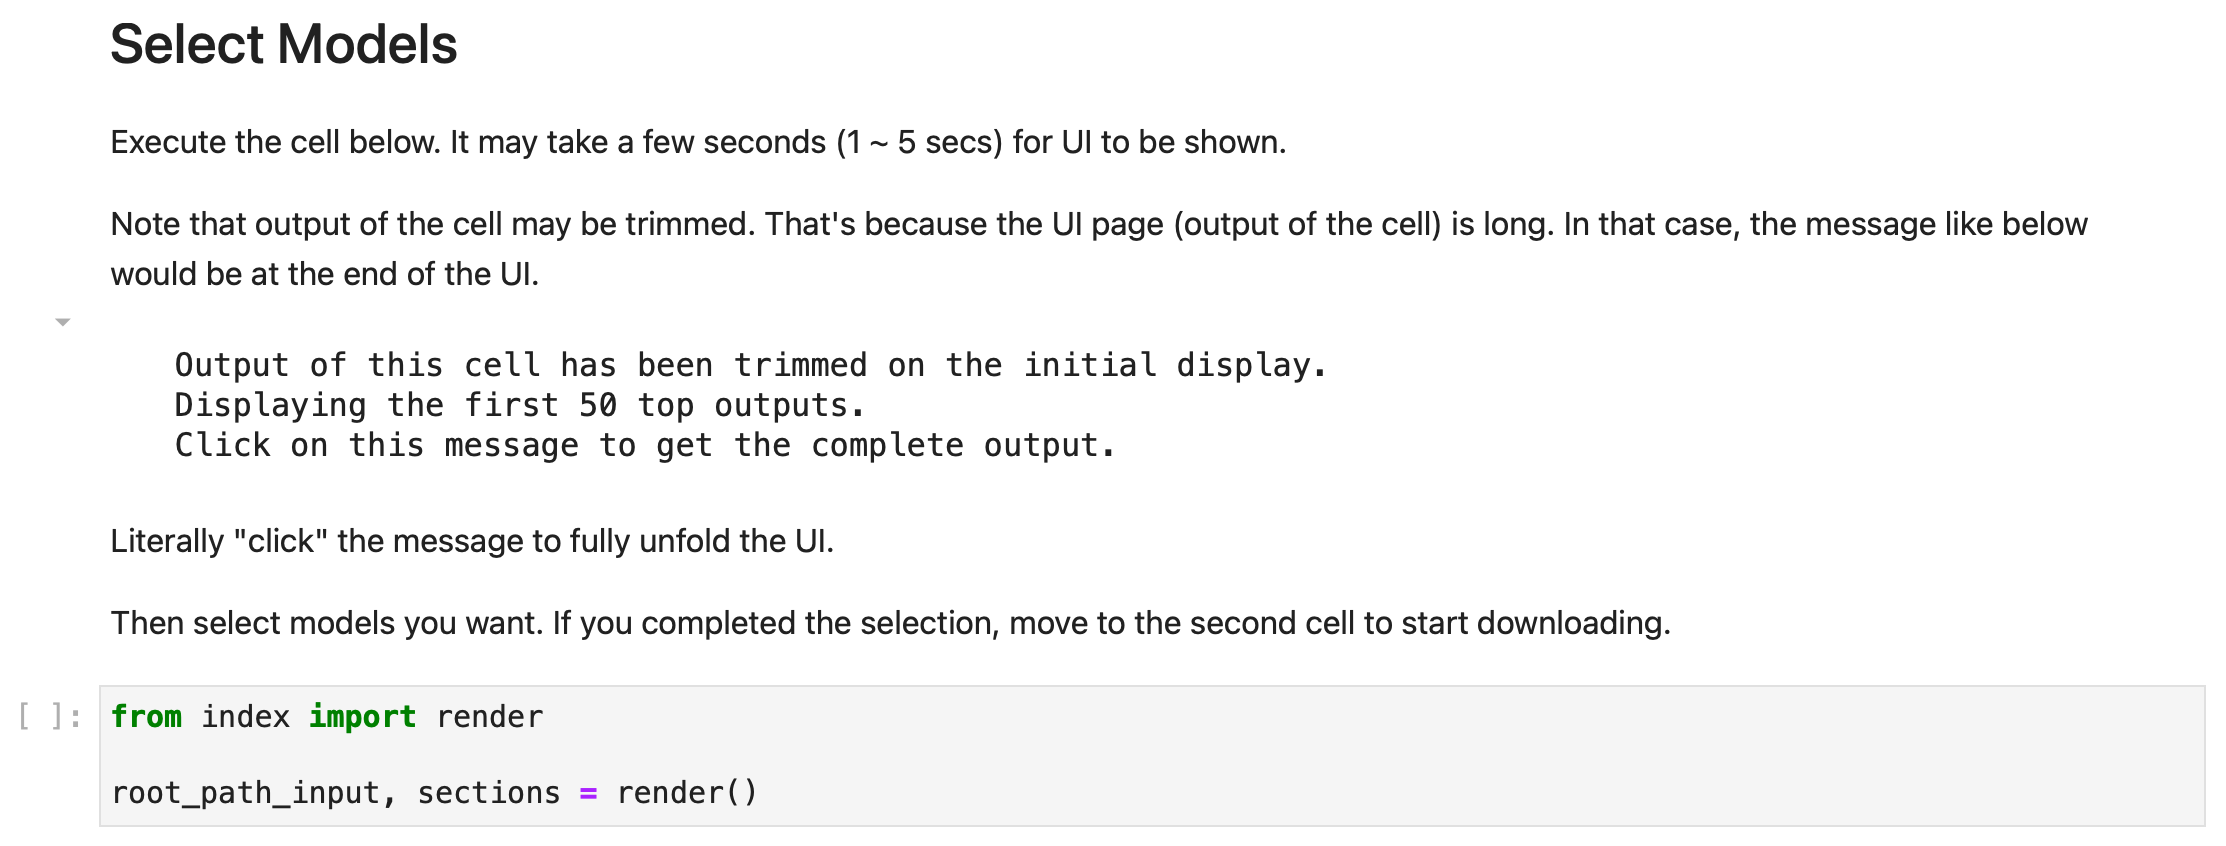 Select Models
Execute the cell below. It may take a few seconds (1 ~ 5 secs) for UI to be shown.
Note that output of the cell may be trimmed. That's because the UI page (output of the cell) is long. In that case, the message like below
would be at the end of the UI.
Output of this cell has been trimmed on the initial display.
Displaying the first 50 top outputs.
Click on this message to get the complete output.
Literally "click" the message to fully unfold the UI.
Then select models you want. If you completed the selection, move to the second cell to start downloading.
[ ]: from index import render
root_path_input, sections = render()